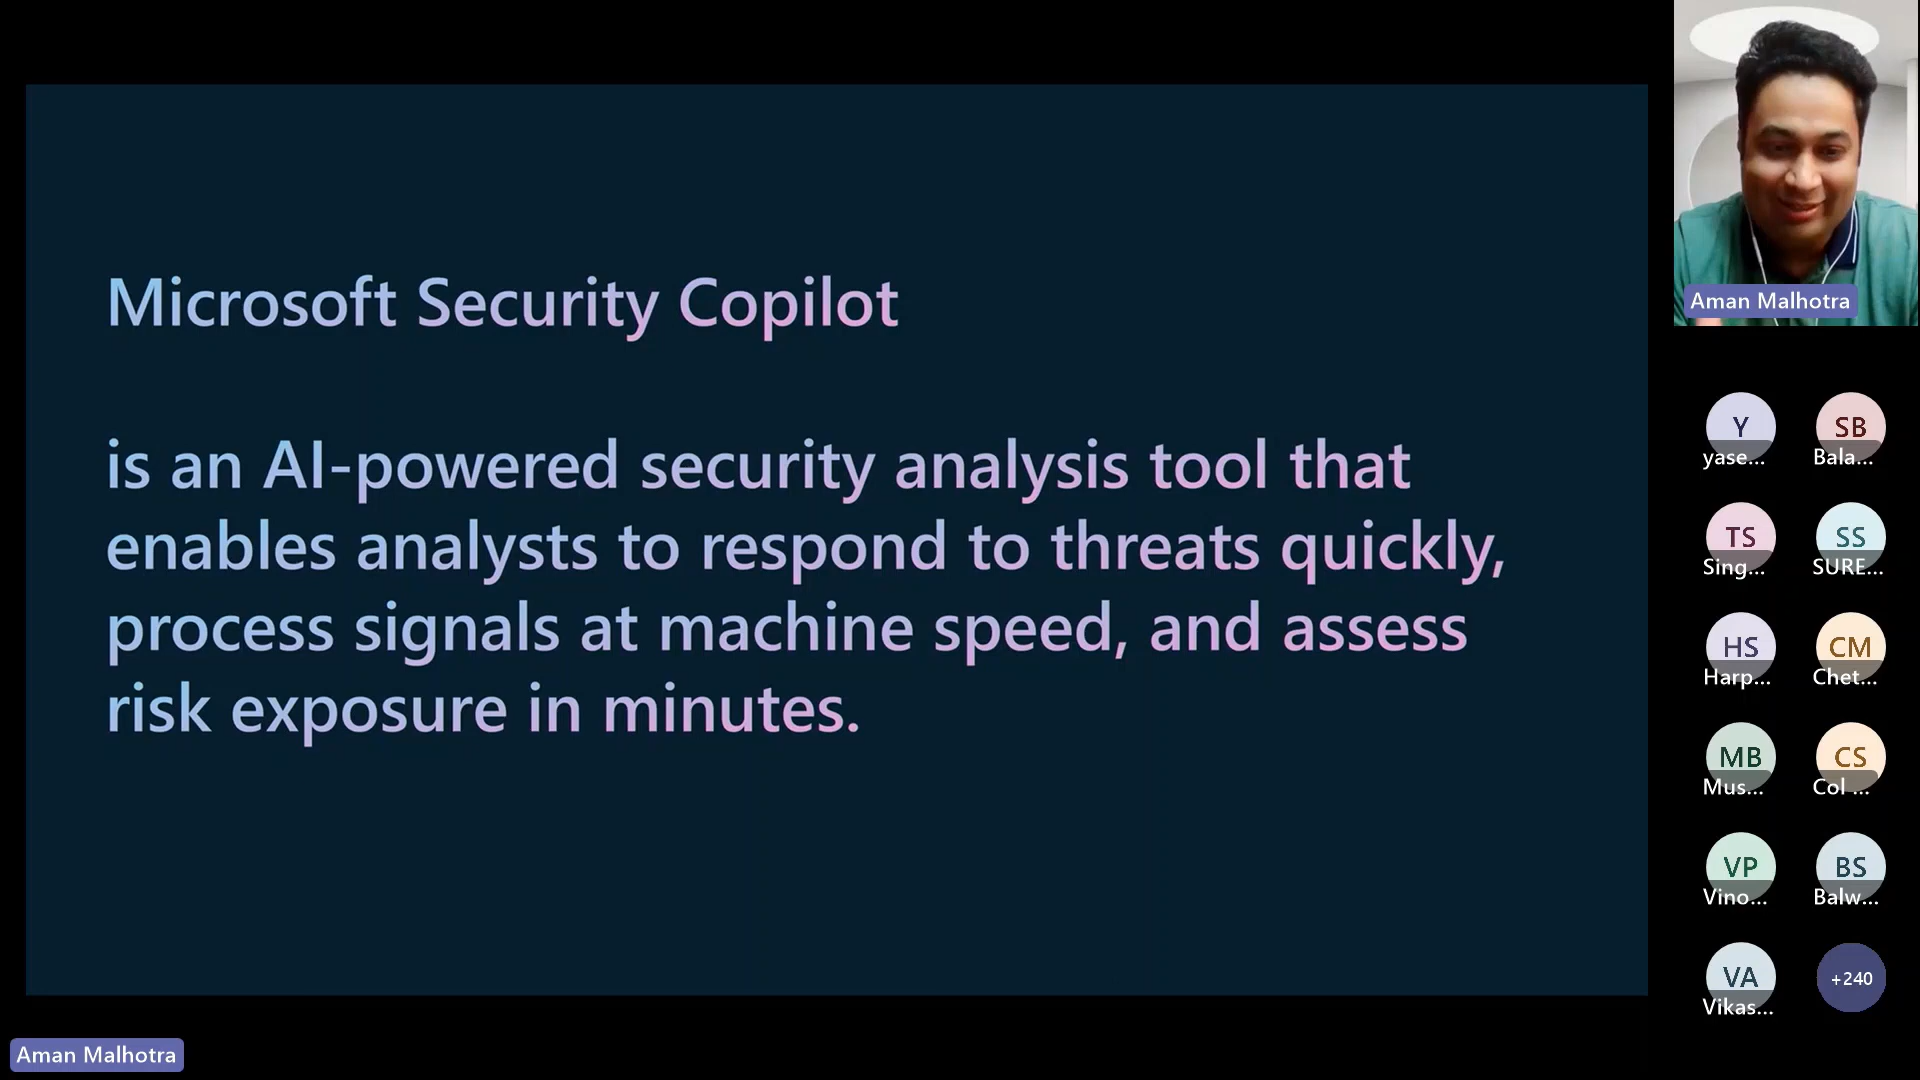 Microsoft Security Copilot
is an AI-powered security analysis tool that
enables analysts to respond to threats quickly,
process signals at machine speed, and assess
risk exposure in minutes.
Aman Malhotra
Y
yase...
SB
Bala...
TS
Sing...
SS
SURE...
HS
Harp...
CM
Chet...
MB
Mus...
CS
Col ...
VP
Vino...
BS
Balw...
VA
Vikas...
+240
Aman Malhotra